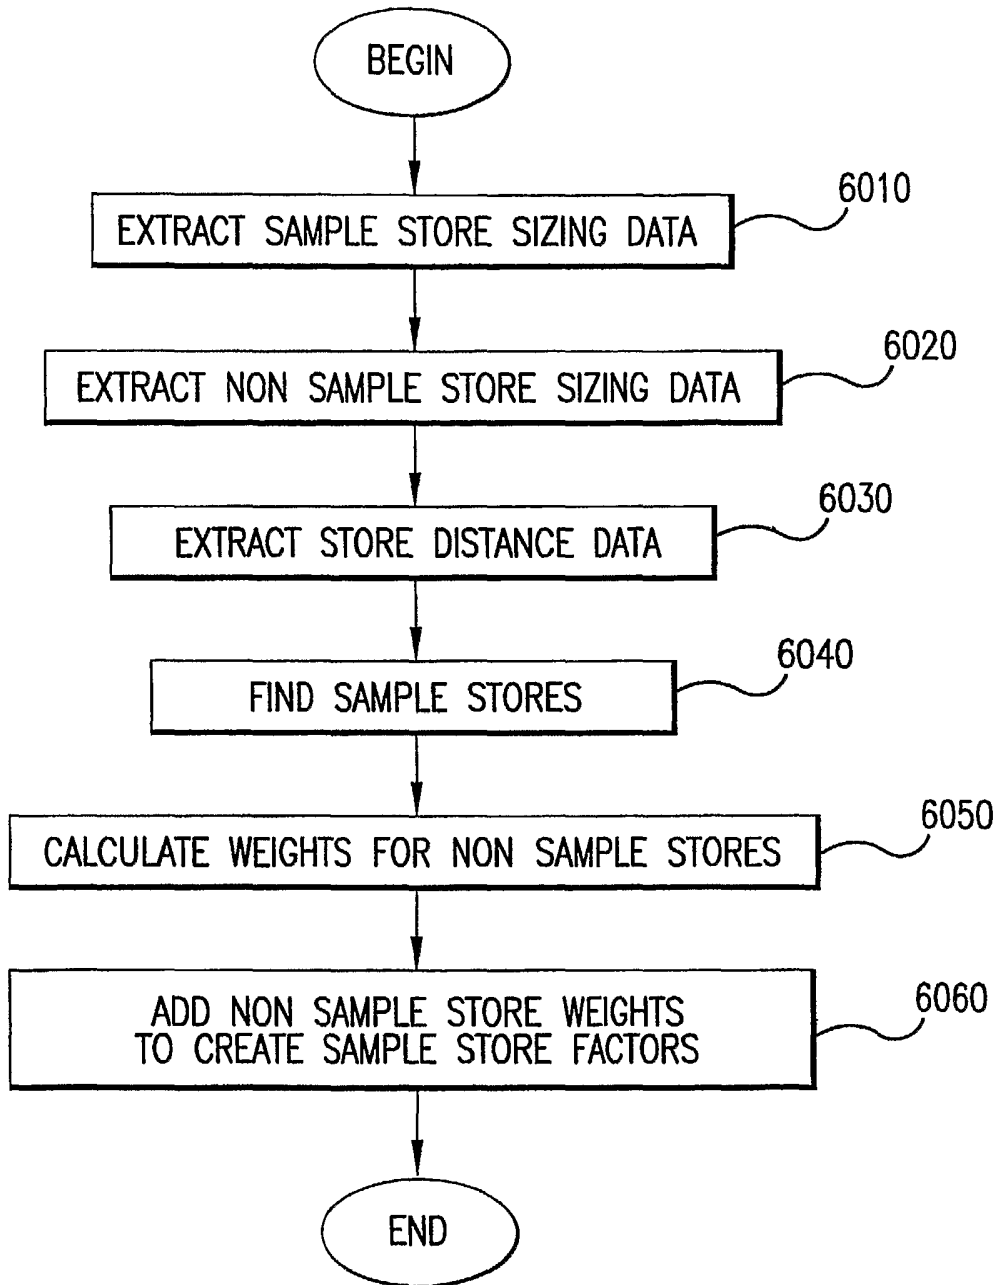 BEGIN
EXTRACT SAMPLE STORE SIZING DATA
6010
EXTRACT NON SAMPLE STORE SIZING DATA
6020
EXTRACT STORE DISTANCE DATA
6030
FIND SAMPLE STORES
6040
CALCULATE WEIGHTS FOR NON SAMPLE STORES
6050
ADD NON SAMPLE STORE WEIGHTS
TO CREATE SAMPLE STORE FACTORS
6060
END